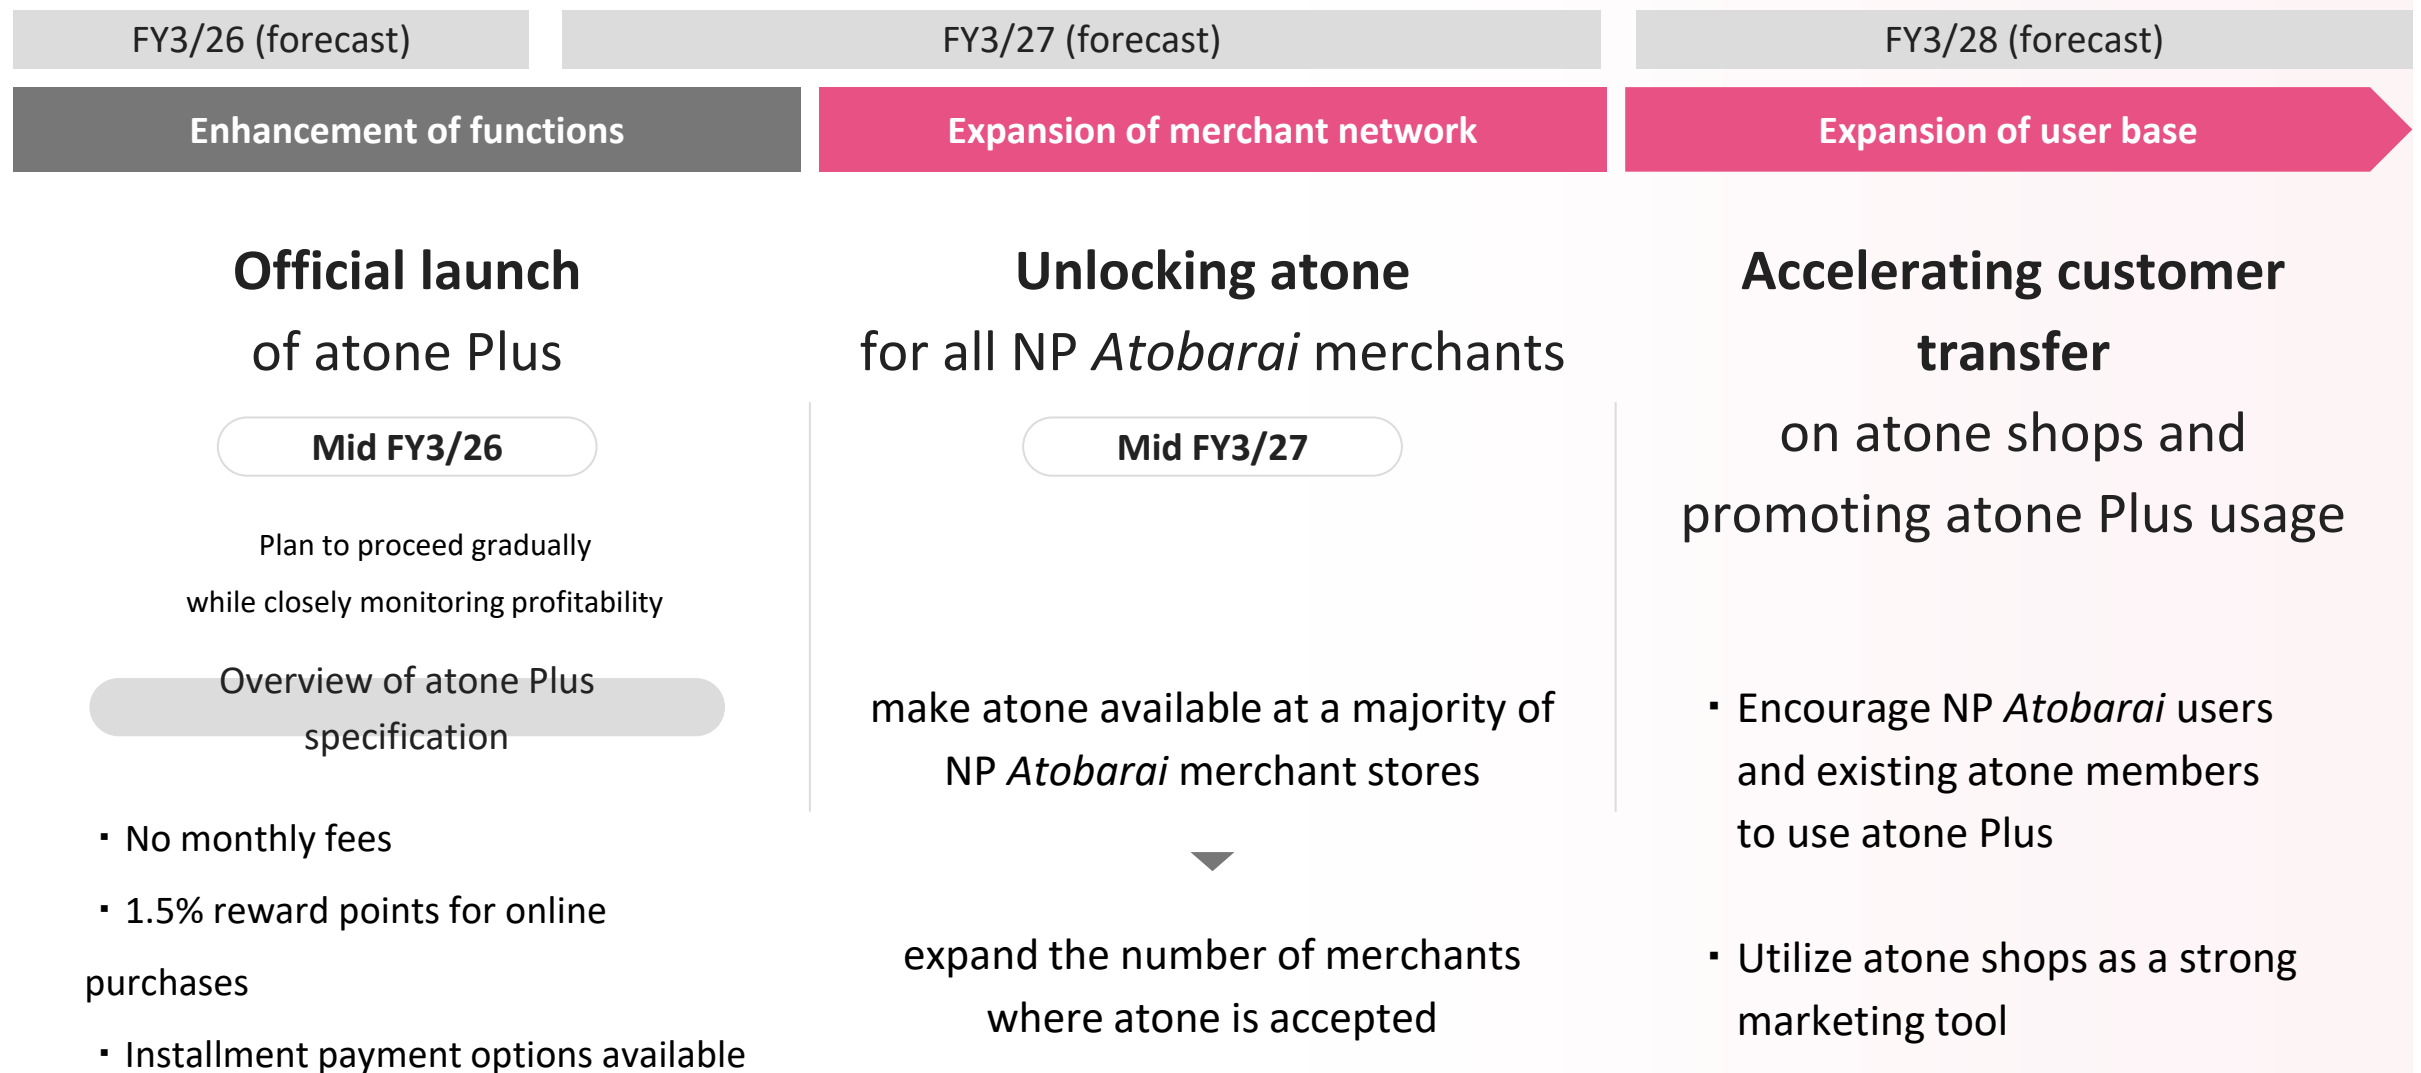 FY3/26 (forecast)
FY3/27 (forecast)
FY3/28 (forecast)
Enhancement of functions
Expansion of merchant network
Expansion of user base
Official launch
of atone Plus
Mid FY3/26
Plan to proceed gradually
while closely monitoring profitability
Overview of atone Plus
specification
・No monthly fees
・1.5% reward points for online
purchases
・Installment payment options available
Unlocking atone
for all NP Atobarai merchants
Mid FY3/27
make atone available at a majority of
NP Atobarai merchant stores
expand the number of merchants
where atone is accepted
Accelerating customer
transfer
on atone shops and
promoting atone Plus usage
・Encourage NP Atobarai users
and existing atone members
to use atone Plus
・Utilize atone shops as a strong
marketing tool